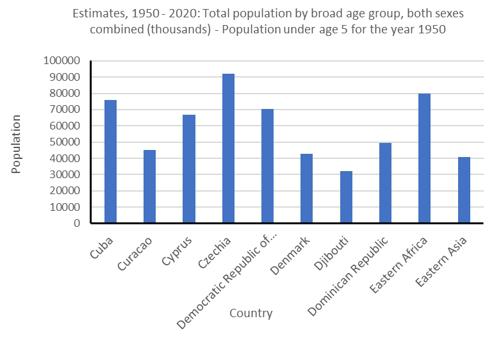 Estimates, 1950 - 2020: Total population by broad age group, both sexes
combined (thousands) - Population under age 5 for the year 1950
100000
90000
80000
70000
60000
50000
40000
30000
20000
10000
0
Population
Cuba
Curacao
Cyprus
Czechia
Democratic Republic of...
Denmark
Djibouti
Dominican Republic
Eastern Africa
Eastern Asia
Country